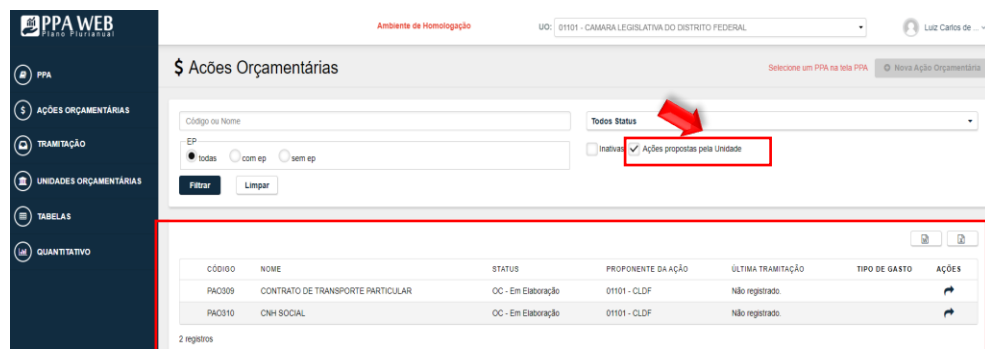 PPA WEB
Plano Plurianual
Ambiente de Homologação
UO: 01101 - CAMARA LEGISLATIVA DO DISTRITO FEDERAL
Luiz Carlos de ...
PPA
AÇÕES ORÇAMENTÁRIAS
TRAMITAÇÃO
UNIDADES ORÇAMENTÁRIAS
TABELAS
QUANTITATIVO
$ Acões Orçamentárias
Selecione um PPA na tela PPA
Nova Ação Orçamentária
Código ou Nome
Todos Status
EP
todas com ep sem ep
Inativas Ações propostas pela Unidade
Filtrar Limpar
CÓDIGO NOME STATUS PROPONENTE DA AÇÃO ÚLTIMA TRAMITAÇÃO TIPO DE GASTO AÇÕES
PAO309 CONTRATO DE TRANSPORTE PARTICULAR OC - Em Elaboração 01101 - CLDF Não registrado.
PAO310 CNH SOCIAL OC - Em Elaboração 01101 - CLDF Não registrado.
2 registros